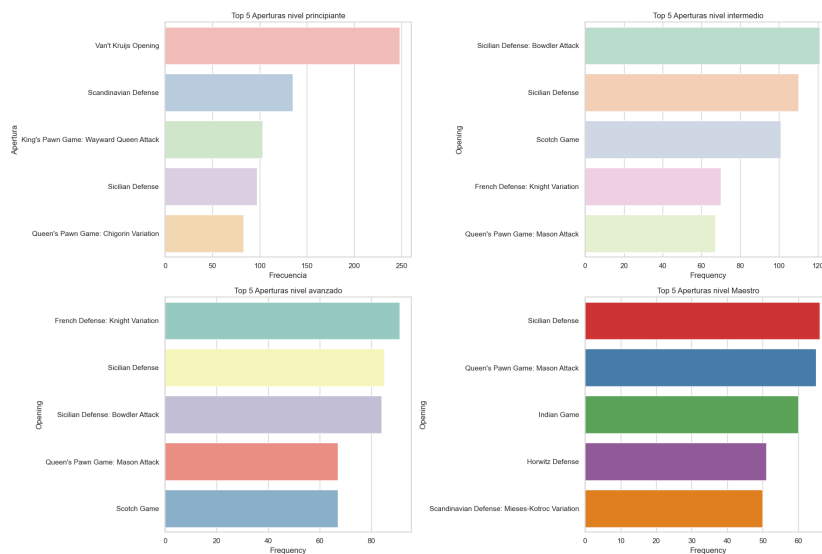 Top 5 Aperturas nivel principiante
Apertura
Van't Kruijs Opening
Scandinavian Defense
King's Pawn Game: Wayward Queen Attack
Sicilian Defense
Queen's Pawn Game: Chigorin Variation
0 50 100 150 200 250
Frecuencia
Top 5 Aperturas nivel intermedio
Opening
Sicilian Defense: Bowdler Attack
Sicilian Defense
Scotch Game
French Defense: Knight Variation
Queen's Pawn Game: Mason Attack
0 20 40 60 80 100 120
Frequency
Top 5 Aperturas nivel avanzado
Opening
French Defense: Knight Variation
Sicilian Defense
Sicilian Defense: Bowdler Attack
Queen's Pawn Game: Mason Attack
Scotch Game
0 20 40 60 80
Frequency
Top 5 Aperturas nivel Maestro
Opening
Sicilian Defense
Queen's Pawn Game: Mason Attack
Indian Game
Horwitz Defense
Scandinavian Defense: Mieses-Kotroc Variation
0 10 20 30 40 50 60
Frequency